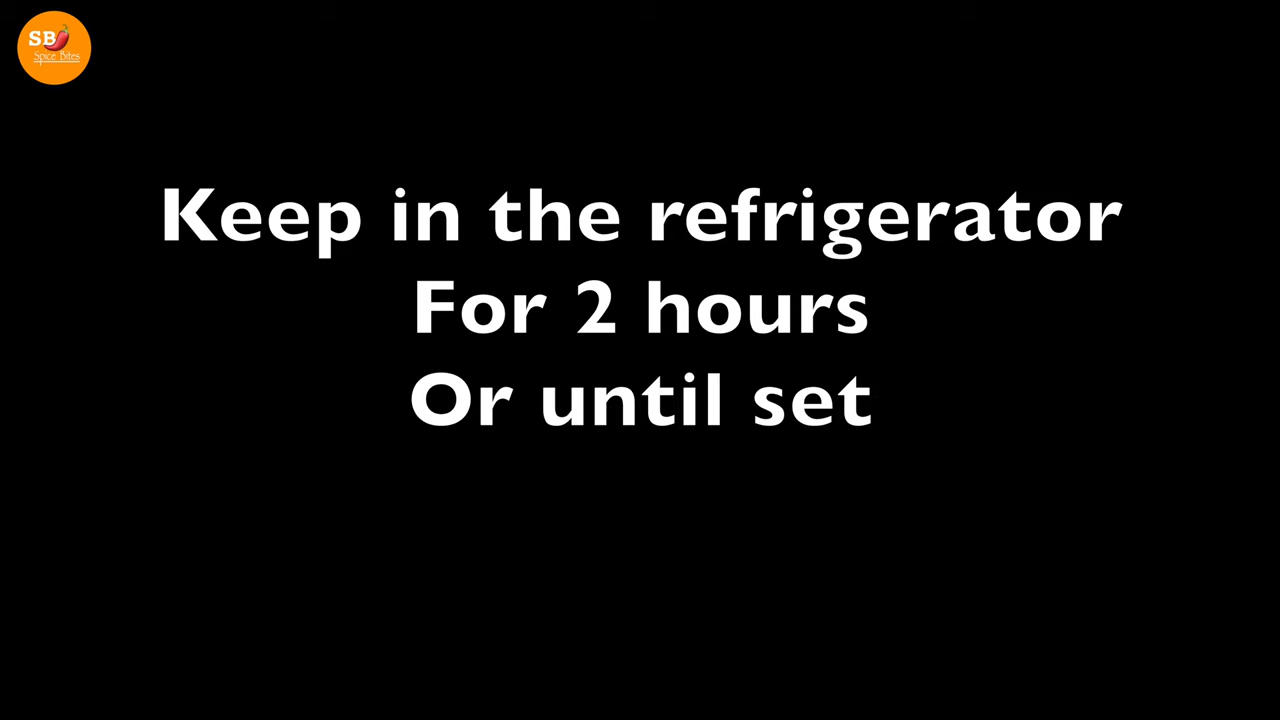 SB
Spice Bites
Keep in the refrigerator
For 2 hours
Or until set